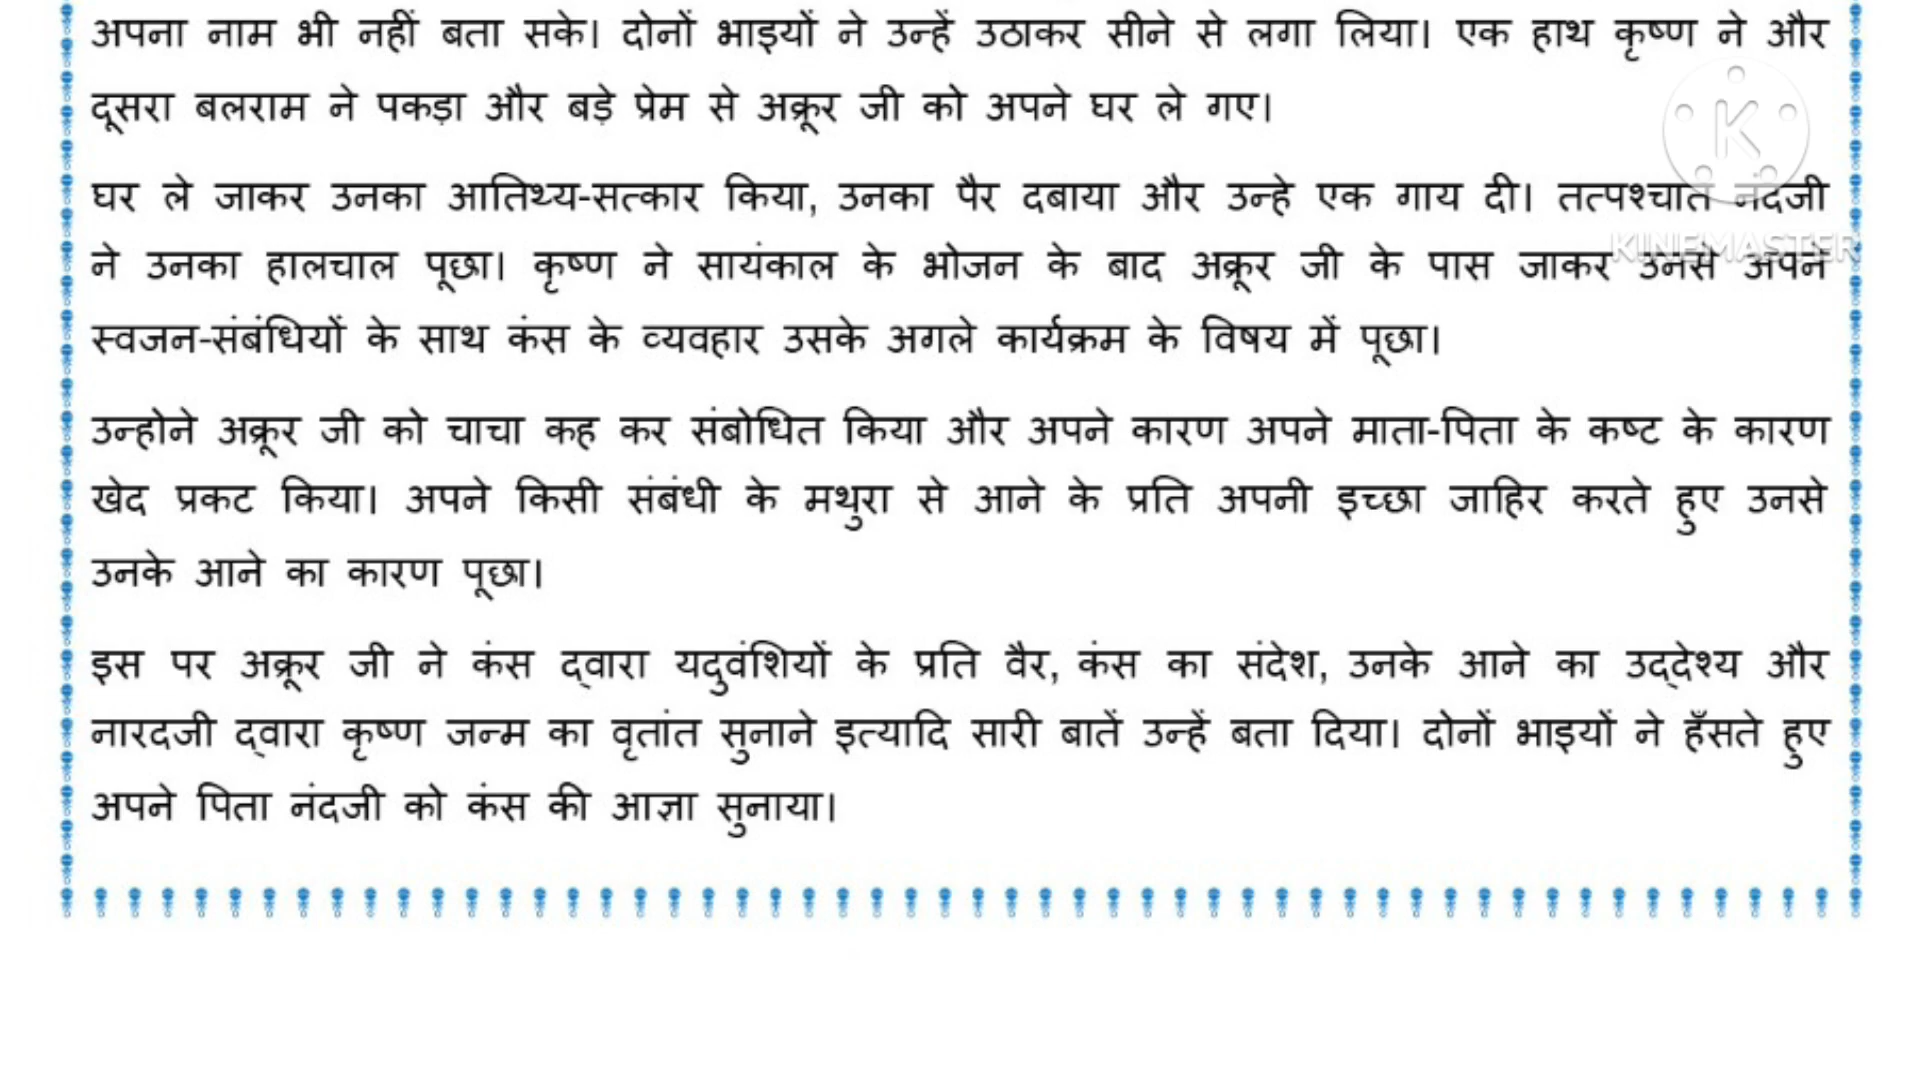 अपना नाम भी नहीं बता सके। दोनों भाइयों ने उन्हें उठाकर सीने से लगा लिया। एक हाथ कृष्ण ने और
दूसरा बलराम ने पकड़ा और बड़े प्रेम से अक्रूर जी को अपने घर ले गए।
घर ले जाकर उनका आतिथ्य-सत्कार किया, उनका पैर दबाया और उन्हे एक गाय दी। तत्पश्चात नंदजी
ने उनका हालचाल पूछा। कृष्ण ने सायंकाल के भोजन के बाद अक्रूर जी के पास जाकर उनसे अपने
स्वजन-संबंधियों के साथ कंस के व्यवहार उसके अगले कार्यक्रम के विषय में पूछा।
उन्होने अक्रूर जी को चाचा कह कर संबोधित किया और अपने कारण अपने माता-पिता के कष्ट के कारण
खेद प्रकट किया। अपने किसी संबंधी के मथुरा से आने के प्रति अपनी इच्छा जाहिर करते हुए उनसे
उनके आने का कारण पूछा।
इस पर अक्रूर जी ने कंस द्वारा यदुवंशियों के प्रति वैर, कंस का संदेश, उनके आने का उद्देश्य और
नारदजी द्वारा कृष्ण जन्म का वृतांत सुनाने इत्यादि सारी बातें उन्हें बता दिया। दोनों भाइयों ने हँसते हुए
अपने पिता नंदजी को कंस की आज्ञा सुनाया।
K
KINEMASTER